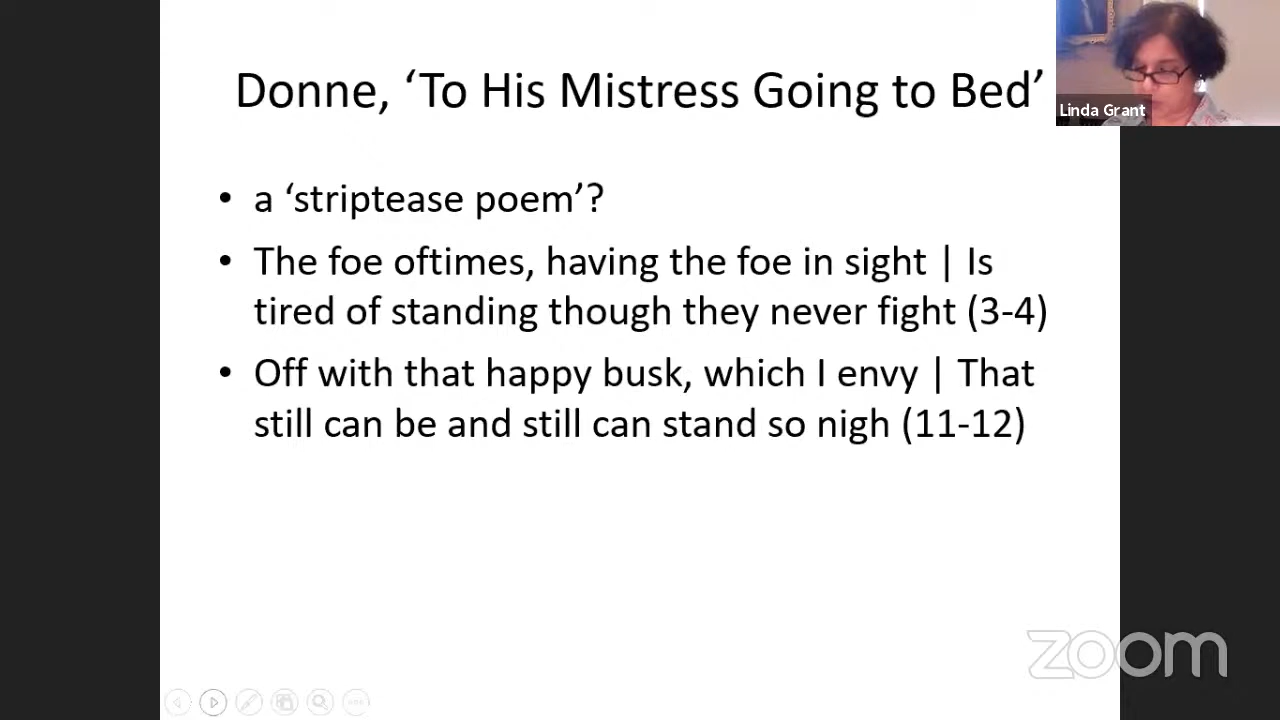 Donne, ‘To His Mistress Going to Bed’
Linda Grant
• a ‘striptease poem’?
• The foe oftimes, having the foe in sight | Is
tired of standing though they never fight (3-4)
• Off with that happy busk, which I envy | That
still can be and still can stand so nigh (11-12)
zoom